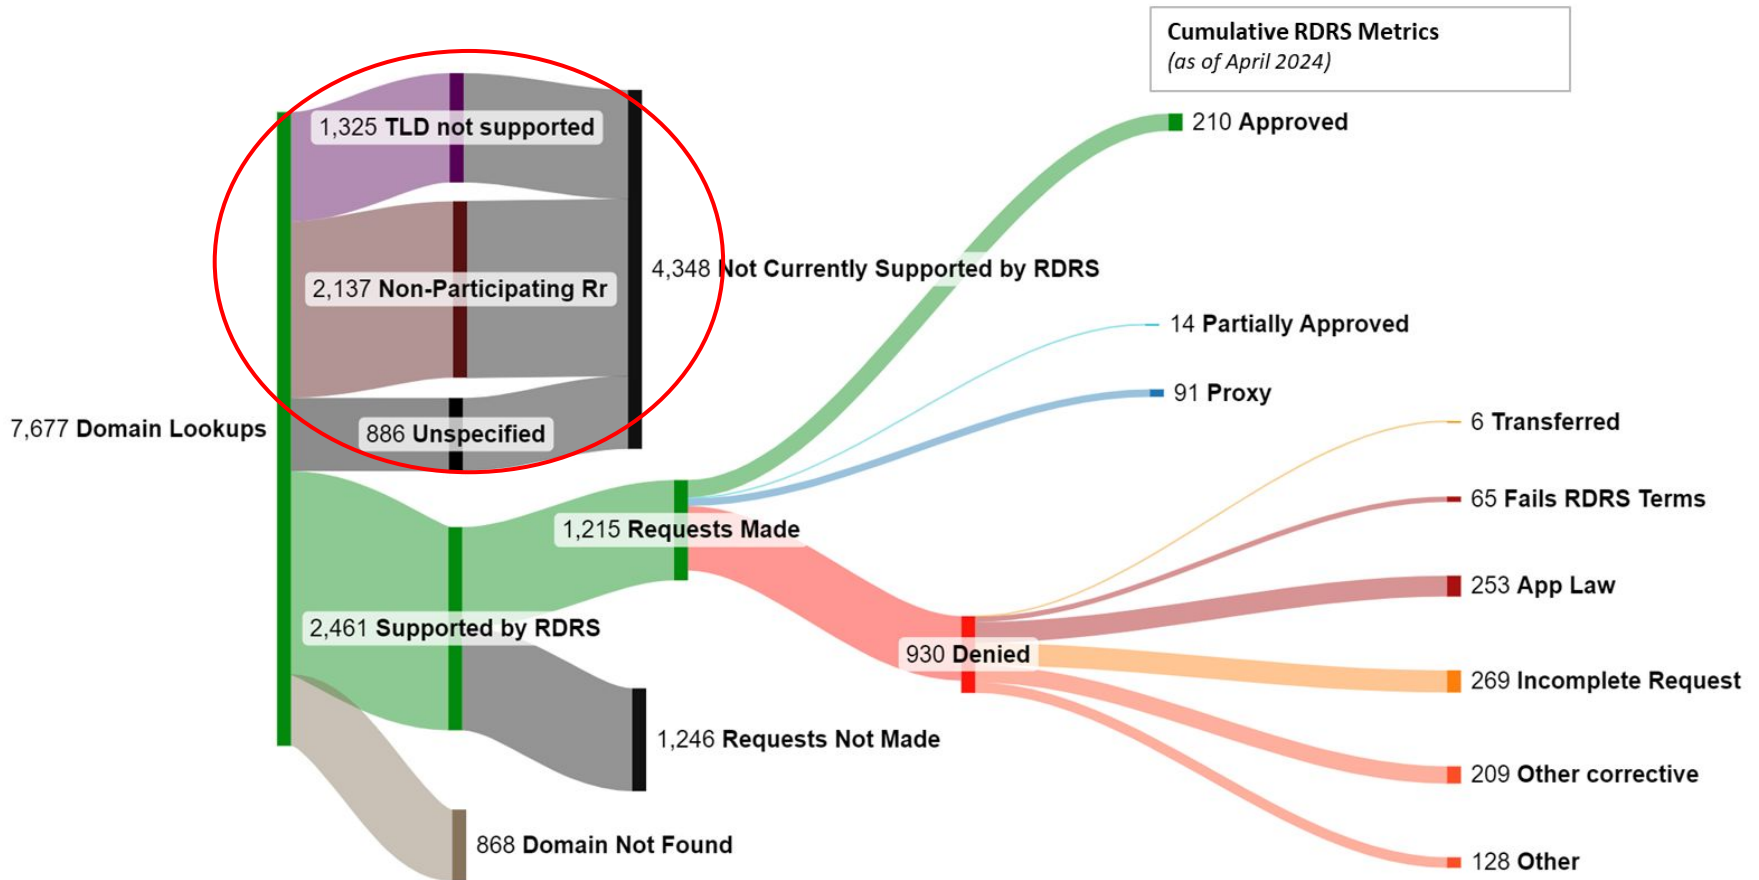 Cumulative RDRS Metrics
(as of April 2024)
210 Approved
1,325 TLD not supported
4,348 Not Currently Supported by RDRS
2,137 Non-Participating Rr
14 Partially Approved
91 Proxy
6 Transferred
7,677 Domain Lookups
886 Unspecified
65 Fails RDRS Terms
1,215 Requests Made
253 App Law
2,461 Supported by RDRS
930 Denied
269 Incomplete Request
1,246 Requests Not Made
209 Other corrective
868 Domain Not Found
128 Other